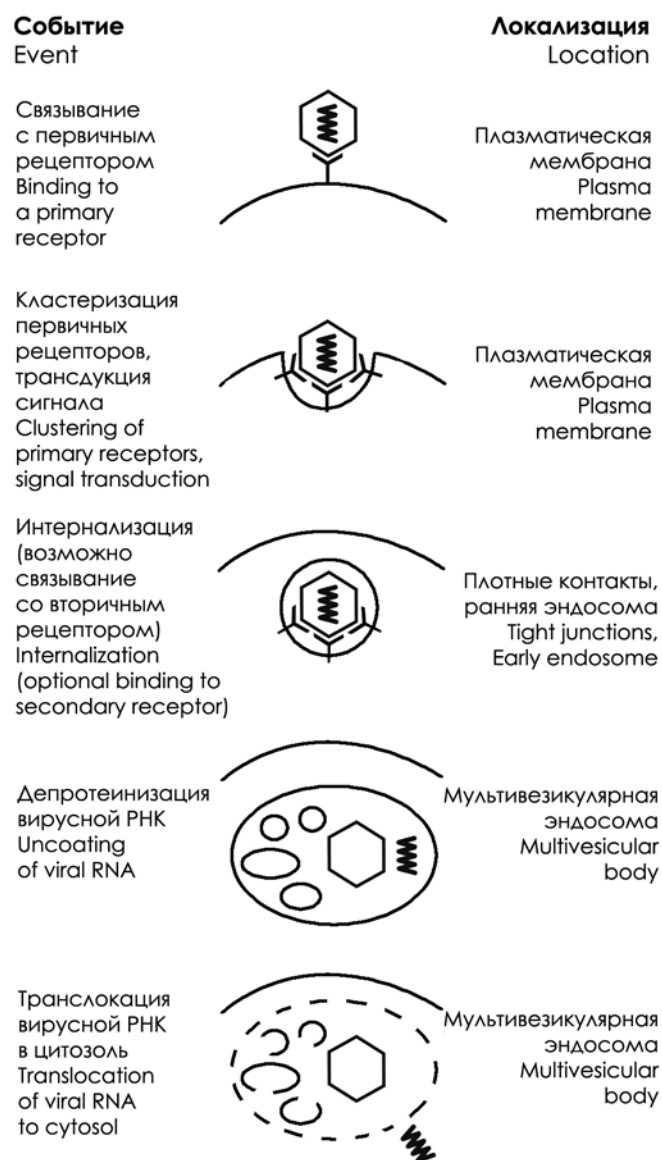 Событие
Event
Локализация
Location
Связывание
с первичным
рецептором
Binding to
a primary
receptor
Плазматическая
мембрана
Plasma
membrane
Кластеризация
первичных
рецепторов,
трансдукция
сигнала
Clustering of
primary receptors,
signal transduction
Плазматическая
мембрана
Plasma
membrane
Интернализация
(возможно
связывание
со вторичным
рецептором)
Internalization
(optional binding to
secondary receptor)
Плотные контакты,
ранняя эндосома
Tight junctions,
Early endosome
Депротеинизация
вирусной РНК
Uncoating
of viral RNA
Мультивезикулярная
эндосома
Multivesicular
body
Транслокация
вирусной РНК
в цитозоль
Translocation
of viral RNA
to cytosol
Мультивезикулярная
эндосома
Multivesicular
body